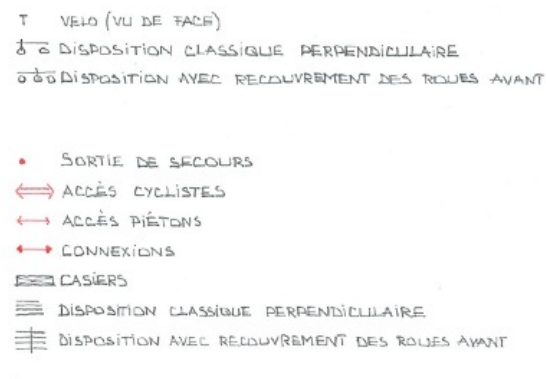 VELO (VU DE FACE)
DISPOSITION CLASSIQUE PERPENDICULAIRE
DISPOSITION AVEC RECOUVREMENT DES ROUES AVANT
SORTIE DE SECOURS
ACCÈS CYCLISTES
ACCÈS PIÉTONS
CONNEXIONS
CASIERS
DISPOSITION CLASSIQUE PERPENDICULAIRE
DISPOSITION AVEC RECOUVREMENT DES ROUES AVANT